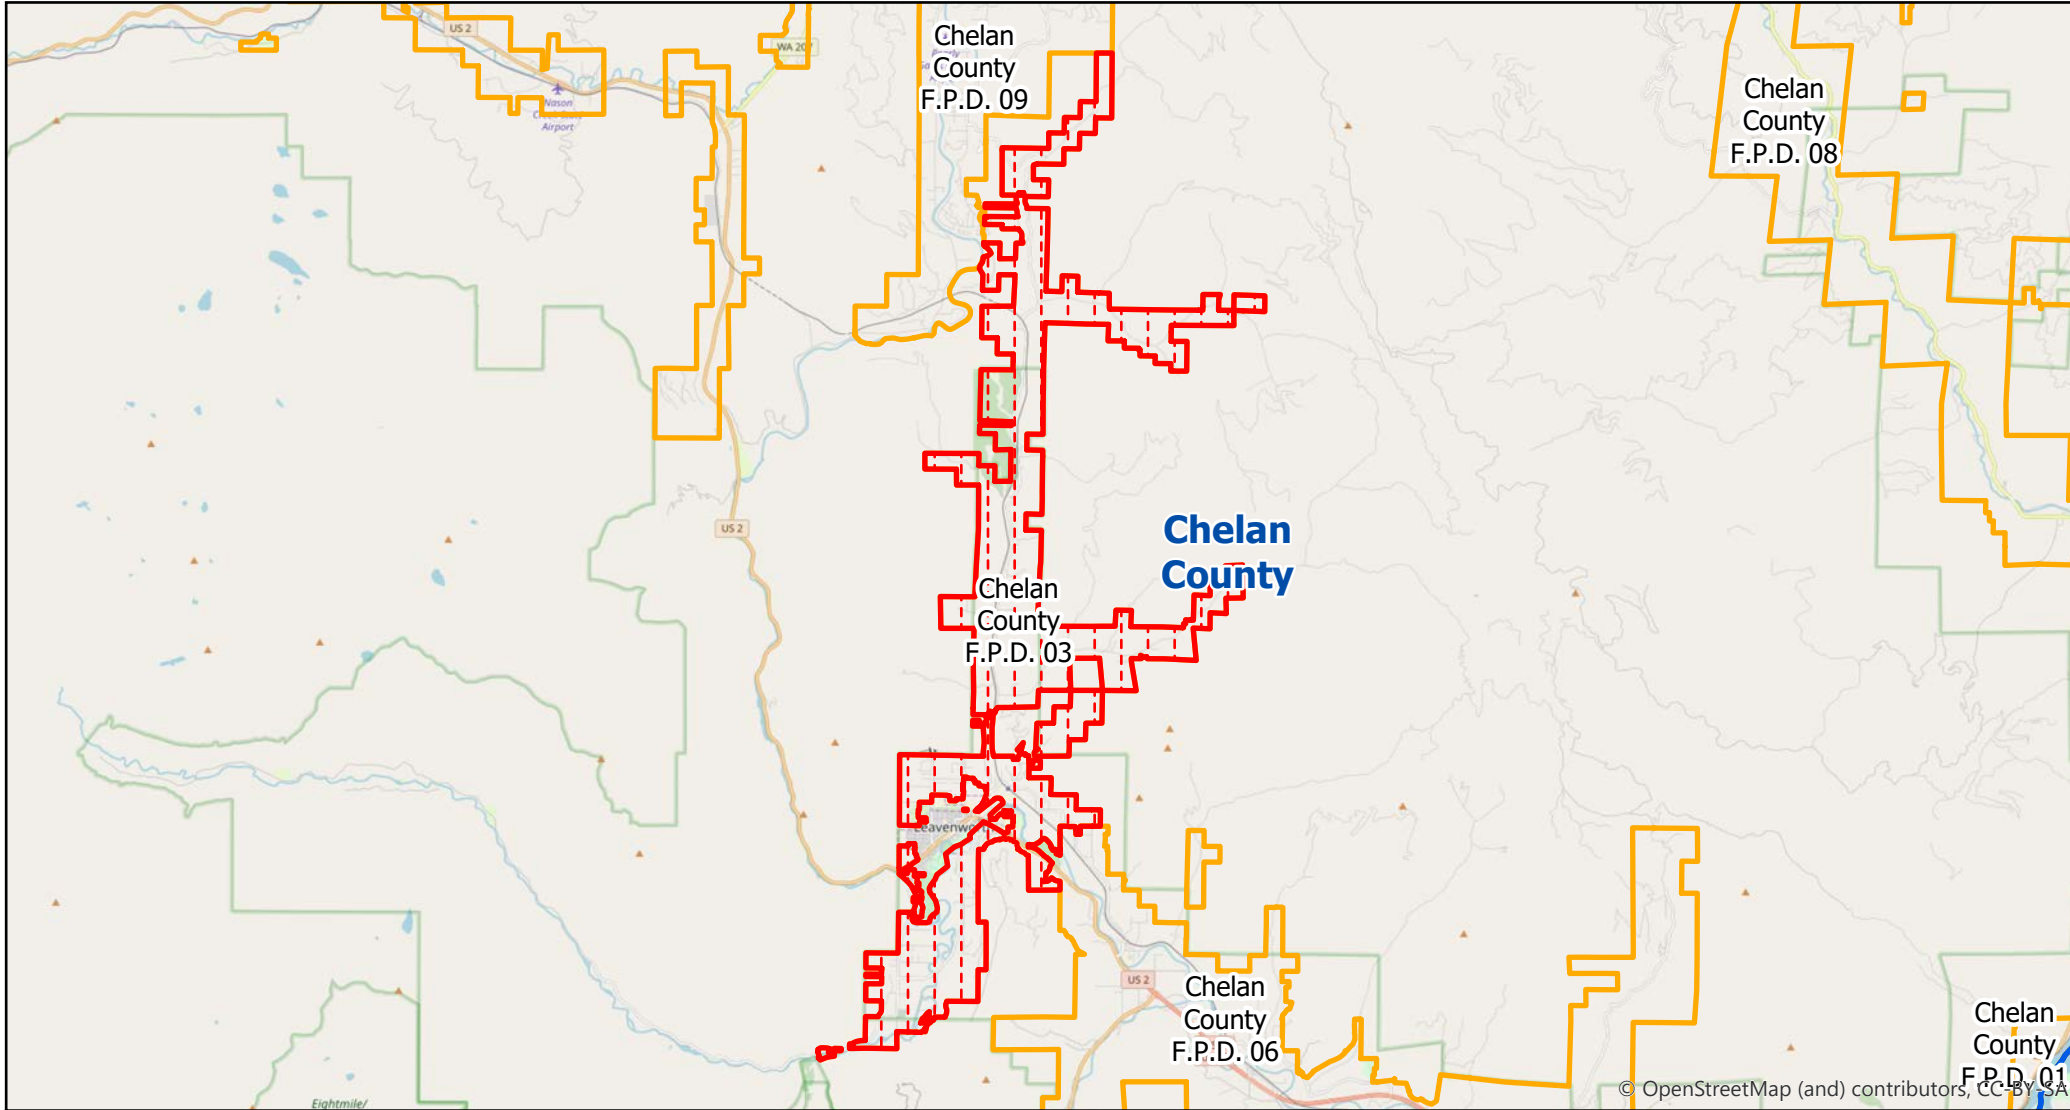 US 2
WA 207
Chelan
County
F.P.D. 09
Nason
Airport
Chelan
County
F.P.D. 08
US 2
Chelan
County
Chelan
County
F.P.D. 03
US 2
Chelan
County
F.P.D. 06
Chelan
County
F.P.D. 01
© OpenStreetMap (and) contributors, CC-BY-SA
Eightmile/